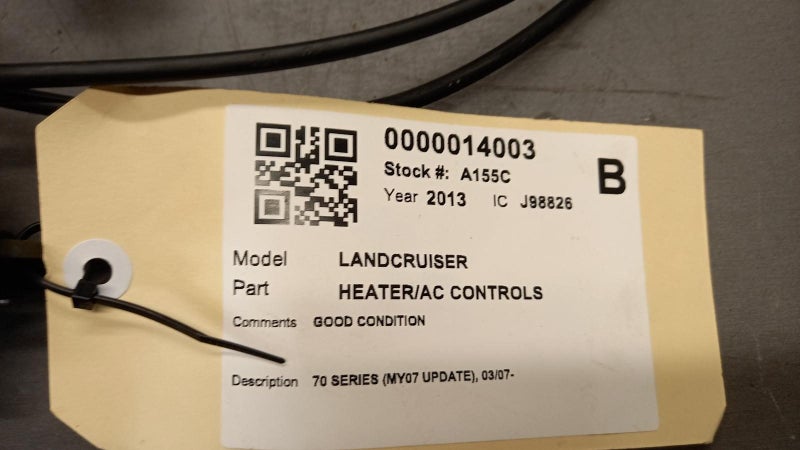 0000014003
Stock #: A155C
B
Year 2013 IC J98826
Model LANDCRUISER
Part HEATER/AC CONTROLS
Comments GOOD CONDITION
Description 70 SERIES (MY07 UPDATE), 03/07-